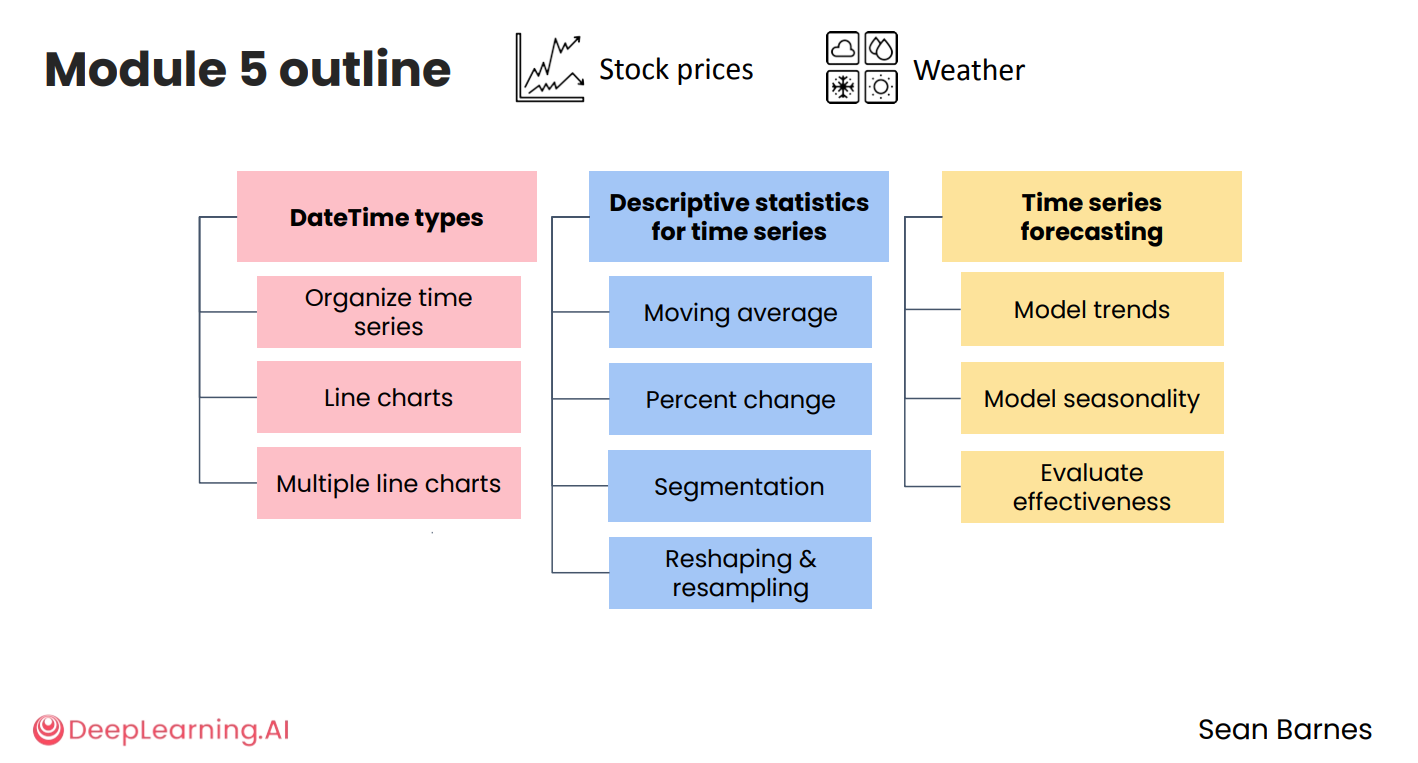 Module 5 outline
Stock prices
Weather
DateTime types
Organize time
series
Line charts
Multiple line charts
Descriptive statistics
for time series
Moving average
Percent change
Segmentation
Reshaping &
resampling
Time series
forecasting
Model trends
Model seasonality
Evaluate
effectiveness
DeepLearning.AI
Sean Barnes